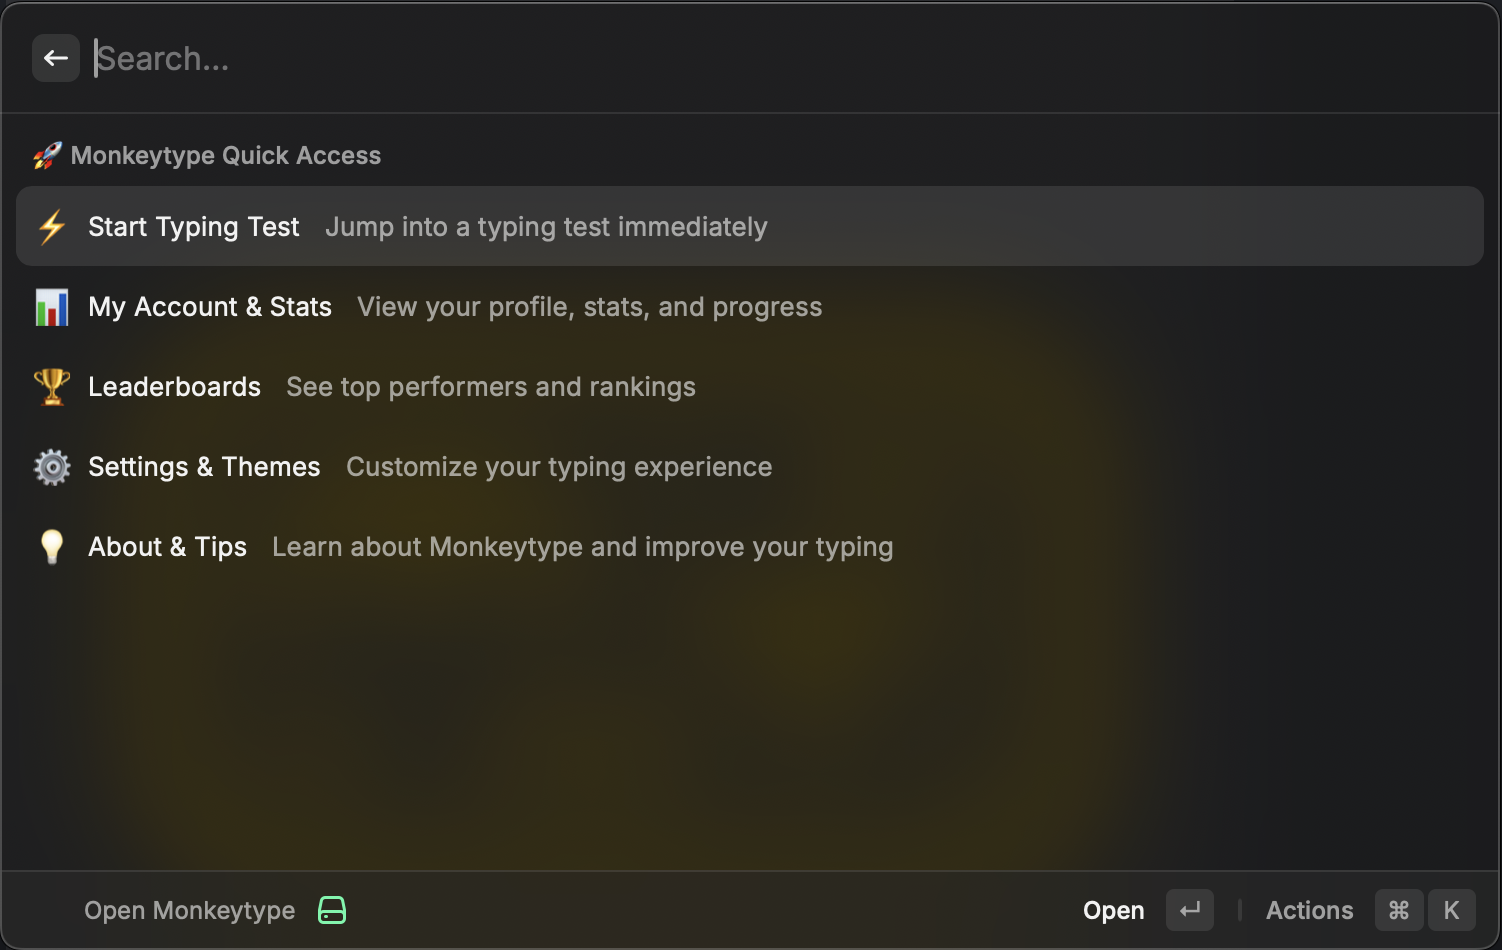 Search...
🚀 Monkeytype Quick Access
Start Typing Test Jump into a typing test immediately
My Account & Stats View your profile, stats, and progress
Leaderboards See top performers and rankings
Settings & Themes Customize your typing experience
About & Tips Learn about Monkeytype and improve your typing
Open Monkeytype Open ↵ Actions ⌘ K